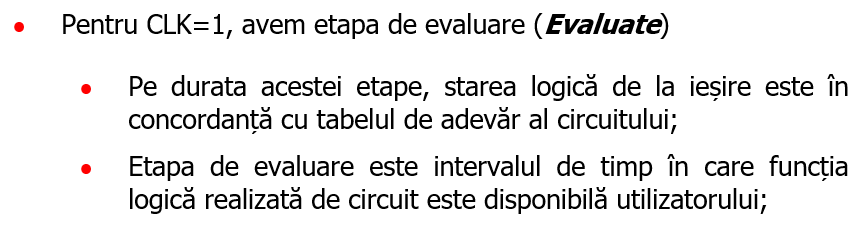 • Pentru CLK=1, avem etapa de evaluare (Evaluate)
• Pe durata acestei etape, starea logică de la ieșire este în
concordanță cu tabelul de adevăr al circuitului;
• Etapa de evaluare este intervalul de timp în care funcția
logică realizată de circuit este disponibilă utilizatorului;